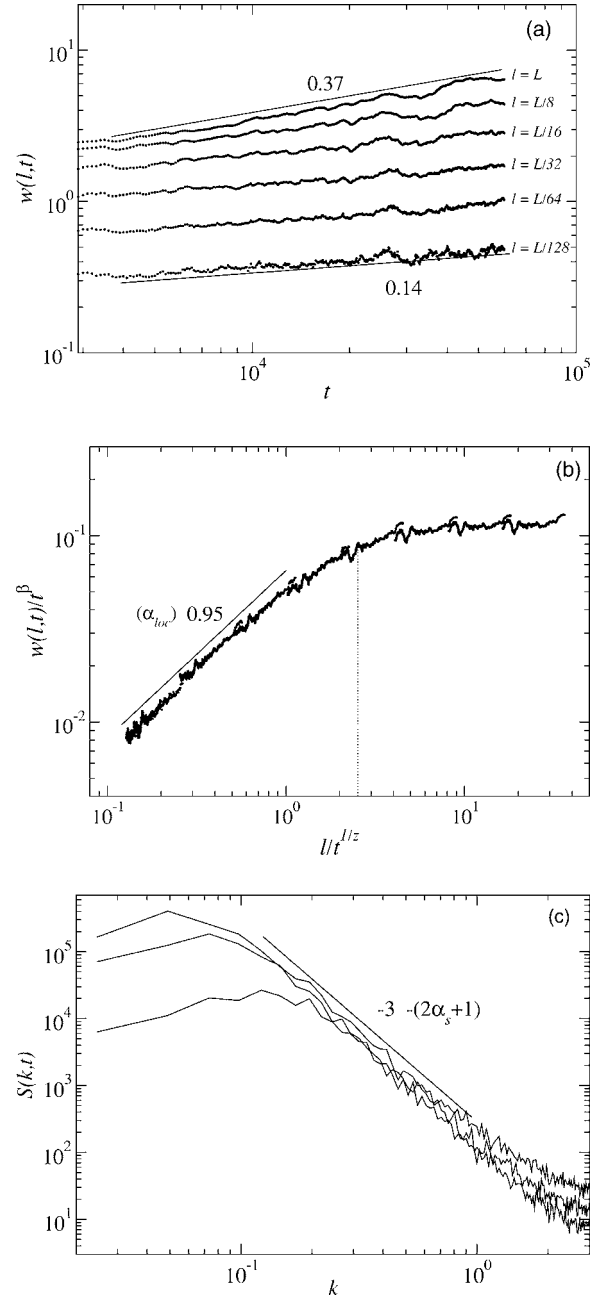 (a)
10^1
10^0
10^-1
w(l,t)
0.37
0.14
l = L
l = L/8
l = L/16
l = L/32
l = L/64
l = L/128
10^4
10^5
t
(b)
10^-1
10^-2
w(l,t)/t^β
(α_loc) 0.95
10^-1
10^0
10^1
l/t^1/z
(c)
10^5
10^4
10^3
10^2
10^1
S(k,t)
-3 -(2α_s+1)
10^-1
10^0
k